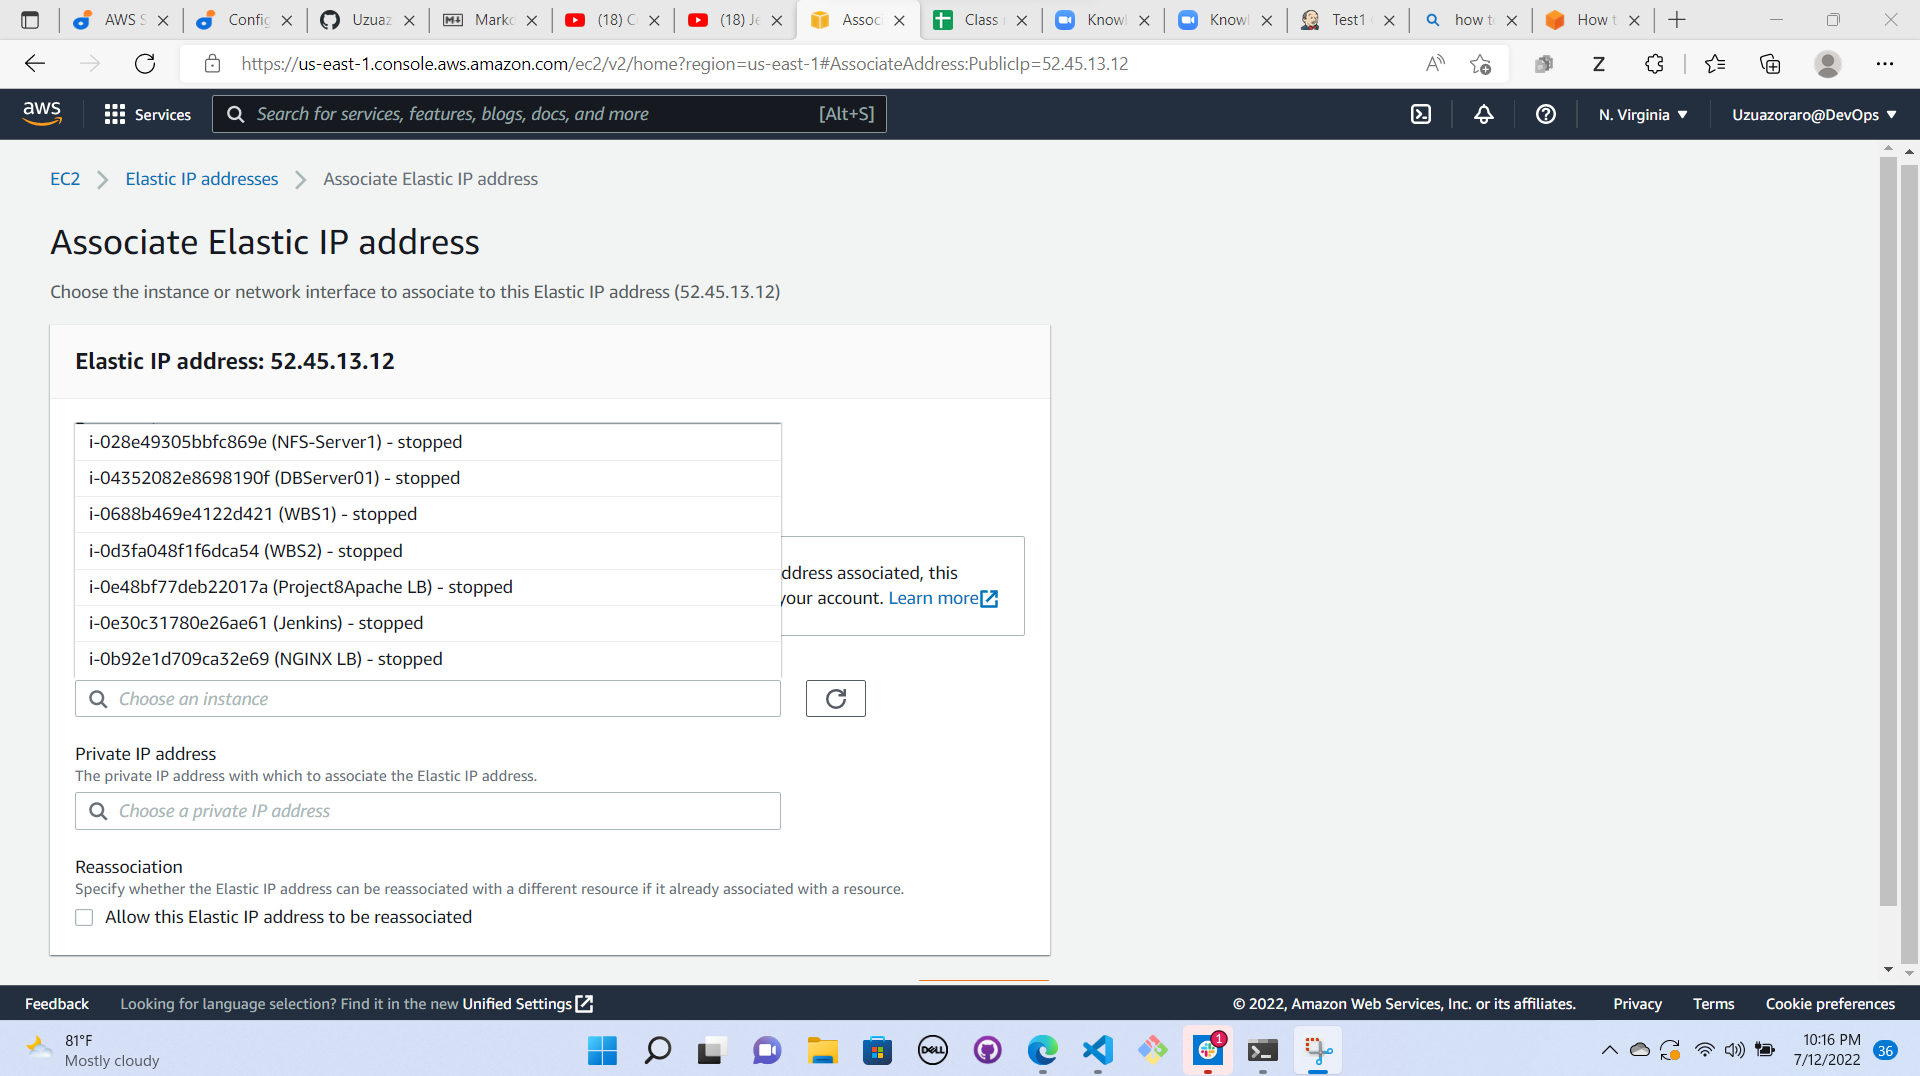 AWS S
Config
Uzuaz
Marko
(18) C
(18) Je
Associ
Class
Knowl
Knowl
Test1
how t
How t
https://us-east-1.console.aws.amazon.com/ec2/v2/home?region=us-east-1#AssociateAddress:PublicIp=52.45.13.12
aws
Services
Search for services, features, blogs, docs, and more
[Alt+S]
N. Virginia
Uzuazoraro@DevOps
EC2
Elastic IP addresses
Associate Elastic IP address
Associate Elastic IP address
Choose the instance or network interface to associate to this Elastic IP address (52.45.13.12)
Elastic IP address: 52.45.13.12
i-028e49305bbfc869e (NFS-Server1) - stopped
i-04352082e8698190f (DBServer01) - stopped
i-0688b469e4122d421 (WBS1) - stopped
i-0d3fa048f1f6dca54 (WBS2) - stopped
ddress associated, this
i-0e48bf77deb22017a (Project8Apache LB) - stopped
your account. Learn more
i-0e30c31780e26ae61 (Jenkins) - stopped
i-0b92e1d709ca32e69 (NGINX LB) - stopped
Choose an instance
Private IP address
The private IP address with which to associate the Elastic IP address.
Choose a private IP address
Reassociation
Specify whether the Elastic IP address can be reassociated with a different resource if it already associated with a resource.
Allow this Elastic IP address to be reassociated
Feedback
Looking for language selection? Find it in the new Unified Settings
© 2022, Amazon Web Services, Inc. or its affiliates.
Privacy
Terms
Cookie preferences
81°F
Mostly cloudy
DELL
1
10:16 PM
7/12/2022
36